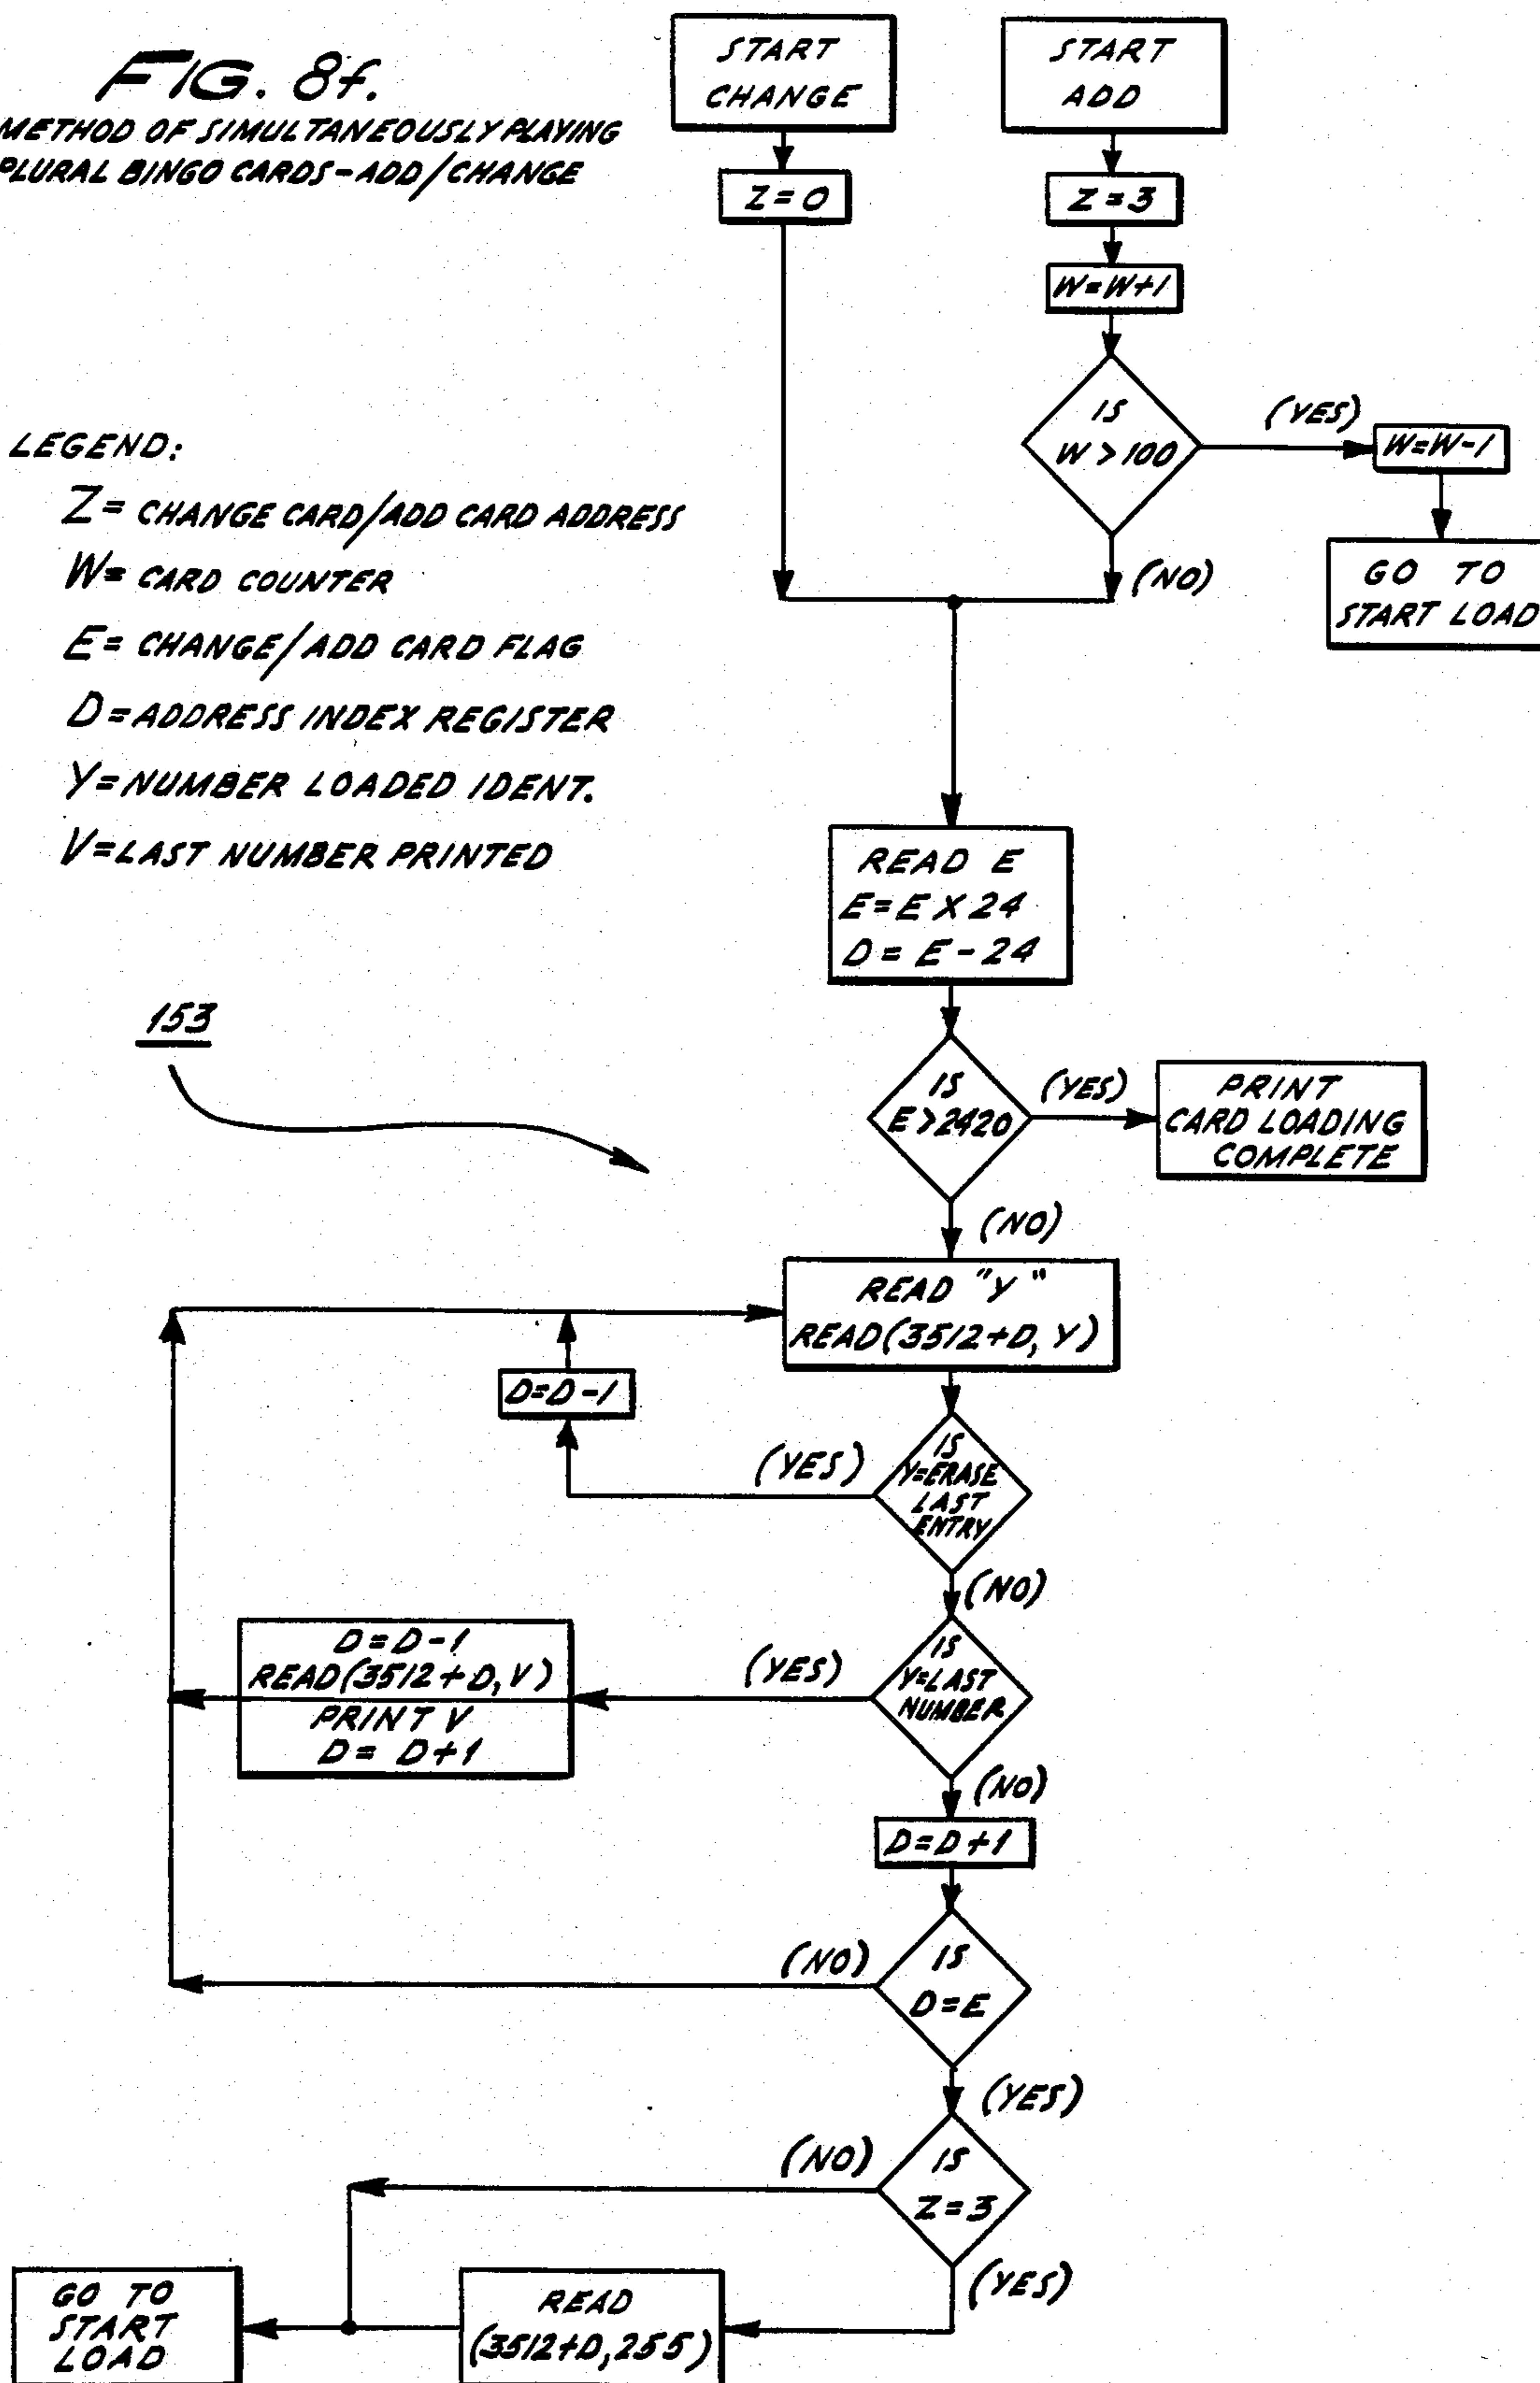 FIG. 8f.
METHOD OF SIMULTANEOUSLY PLAYING
PLURAL BINGO CARDS-ADD/CHANGE
START
CHANGE
START
ADD
Z=0
Z=3
W=W+1
IS
W>100
(YES)
W=W-1
(NO)
GO TO
START LOAD
LEGEND:
Z= CHANGE CARD/ADD CARD ADDRESS
W= CARD COUNTER
E= CHANGE/ADD CARD FLAG
D=ADDRESS INDEX REGISTER
Y=NUMBER LOADED IDENT.
V=LAST NUMBER PRINTED
READ E
E=E X 24
D= E-24
153
IS
E>2420
(YES)
PRINT
CARD LOADING
COMPLETE
(NO)
READ "Y"
READ(3512+D, Y)
D=D-1
(YES)
IS
Y=ERASE
LAST
ENTRY
(NO)
D=D-1
READ(3512+D, V)
PRINT V
D= D+1
(YES)
IS
Y=LAST
NUMBER
(NO)
D=D+1
(NO)
IS
D=E
(YES)
(NO)
IS
Z=3
(YES)
GO TO
START
LOAD
READ
(3512+D, 255)